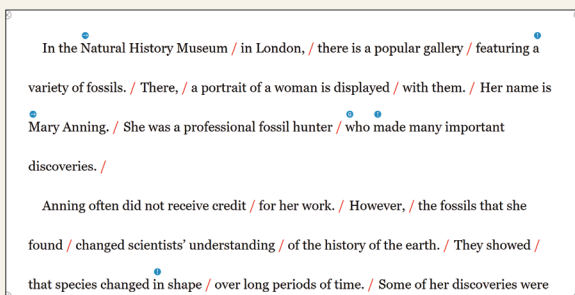 In the Natural History Museum / in London, / there is a popular gallery / featuring a
variety of fossils. / There, / a portrait of a woman is displayed / with them. / Her name is
Mary Anning. / She was a professional fossil hunter / who made many important
discoveries. /
Anning often did not receive credit / for her work. / However, / the fossils that she
found / changed scientists’ understanding / of the history of the earth. / They showed /
that species changed in shape / over long periods of time. / Some of her discoveries were